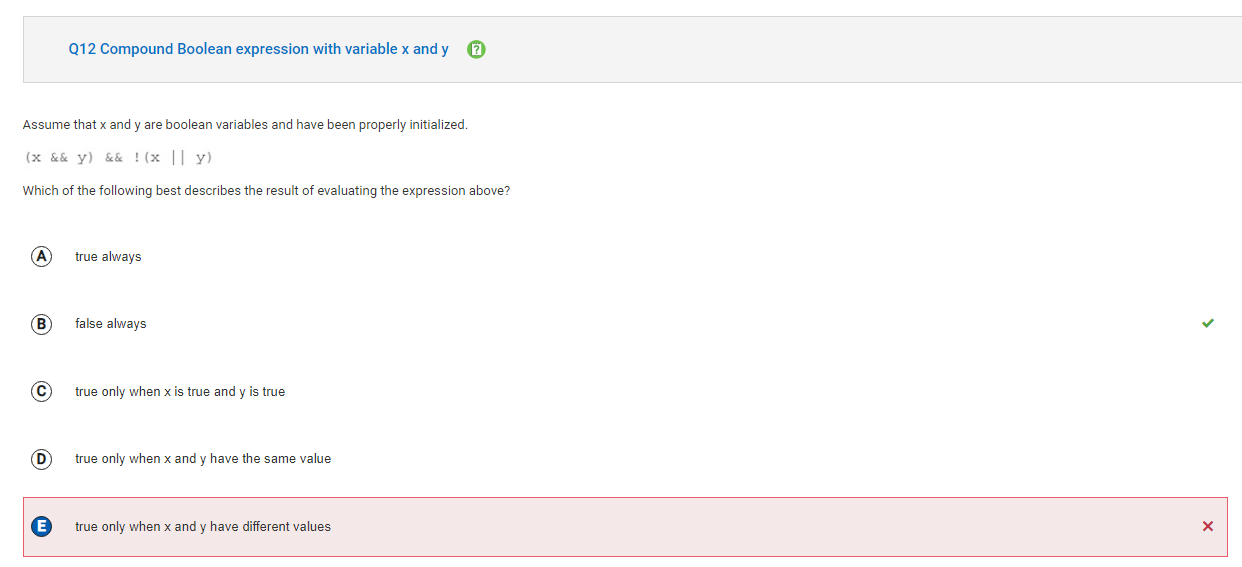 Q12 Compound Boolean expression with variable x and y
Assume that x and y are boolean variables and have been properly initialized.
(x && y) && !(x || y)
Which of the following best describes the result of evaluating the expression above?
A true always
B false always
C true only when x is true and y is true
D true only when x and y have the same value
E true only when x and y have different values